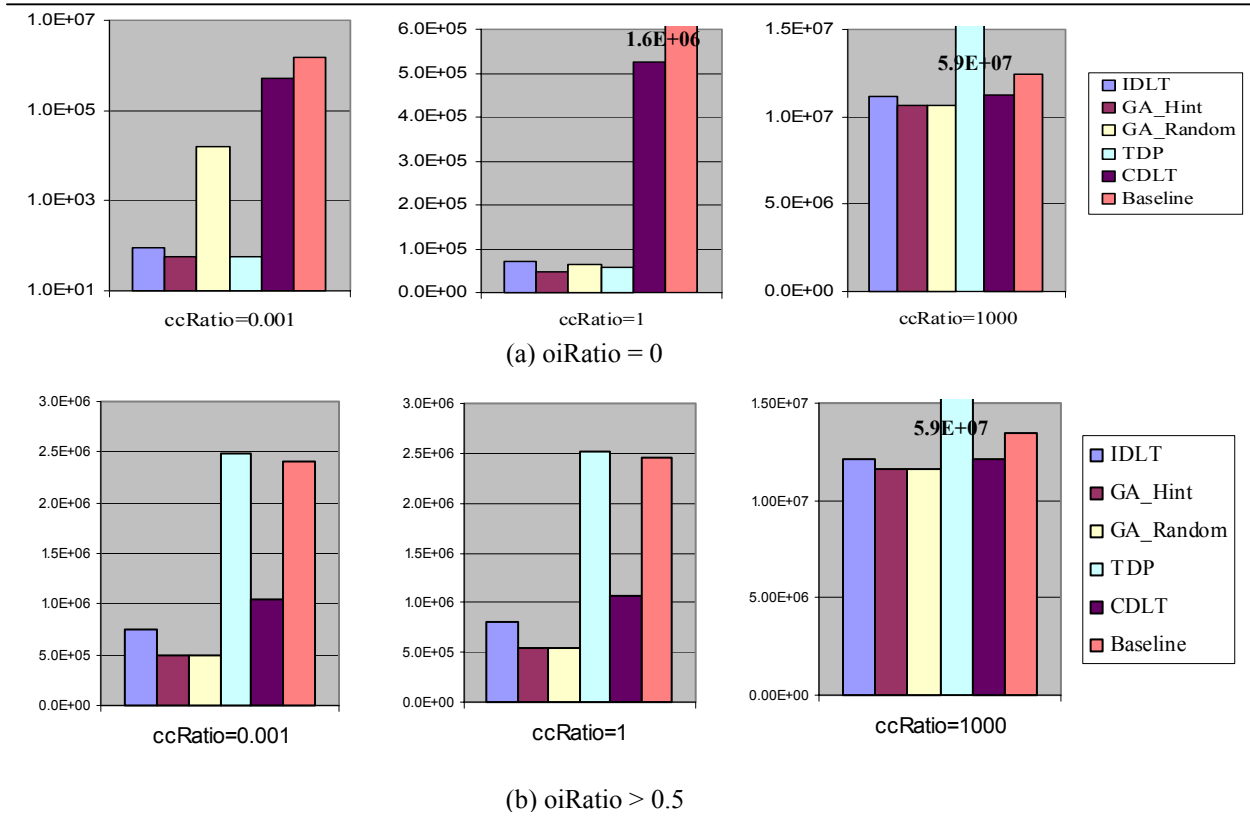 1.0E+07
1.0E+05
1.0E+03
1.0E+01
ccRatio=0.001
6.0E+05
5.0E+05
4.0E+05
3.0E+05
2.0E+05
1.0E+05
0.0E+00
1.6E+06
ccRatio=1
1.5E+07
1.0E+07
5.0E+06
0.0E+00
5.9E+07
ccRatio=1000
IDLT
GA_Hint
GA_Random
TDP
CDLT
Baseline
(a) oiRatio = 0
3.0E+06
2.5E+06
2.0E+06
1.5E+06
1.0E+06
5.0E+05
0.0E+00
ccRatio=0.001
3.0E+06
2.5E+06
2.0E+06
1.5E+06
1.0E+06
5.0E+05
0.0E+00
ccRatio=1
1.50E+07
1.00E+07
5.00E+06
0.00E+00
5.9E+07
ccRatio=1000
IDLT
GA_Hint
GA_Random
TDP
CDLT
Baseline
(b) oiRatio > 0.5